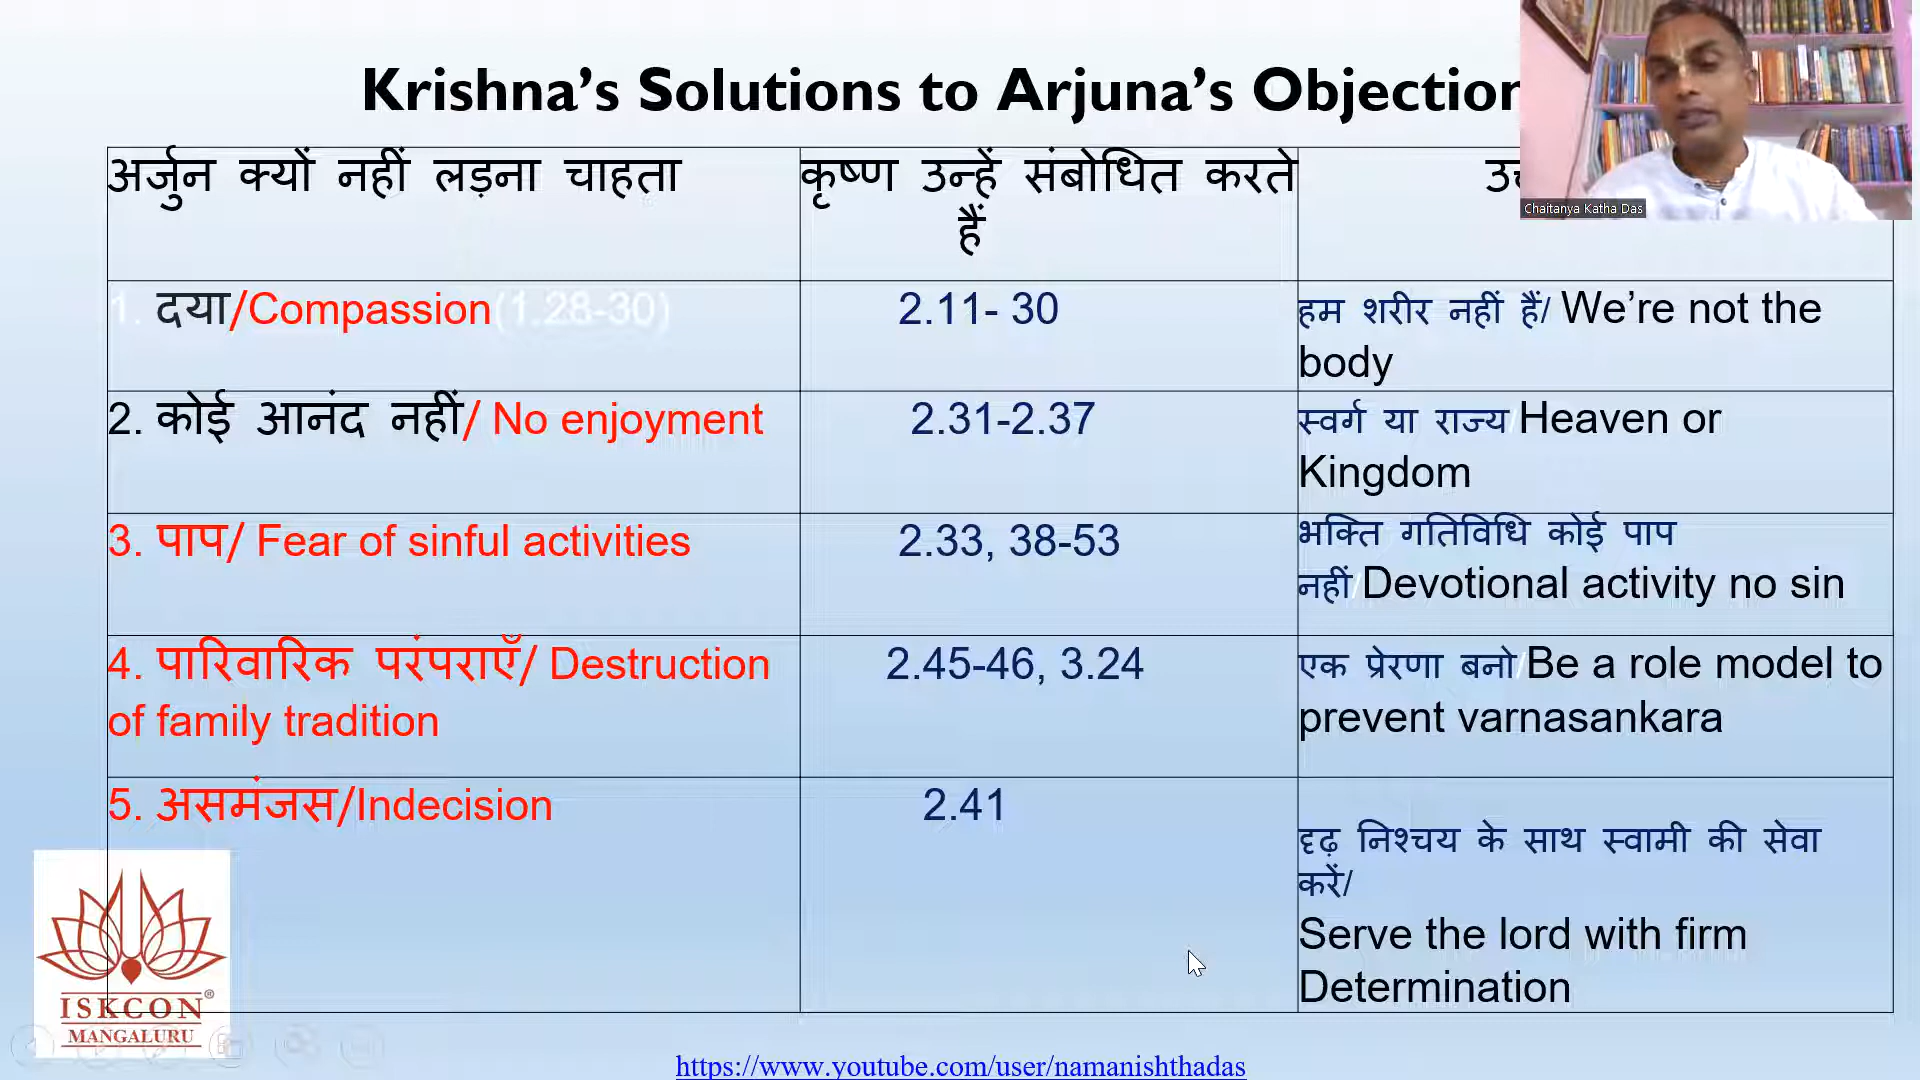 Krishna’s Solutions to Arjuna’s Objection
Chaitanya Katha Das
अर्जुन क्यों नहीं लड़ना चाहता
कृष्ण उन्हें संबोधित करते
हैं
1. दया/Compassion(1.28-30)
2.11- 30
हम शरीर नहीं हैं/ We’re not the
body
2. कोई आनंद नहीं/ No enjoyment
2.31-2.37
स्वर्ग या राज्य/Heaven or
Kingdom
3. पाप/ Fear of sinful activities
2.33, 38-53
भक्ति गतिविधि कोई पाप
नहीं/Devotional activity no sin
4. पारिवारिक परंपराएँ/ Destruction
of family tradition
2.45-46, 3.24
एक प्रेरणा बनो/Be a role model to
prevent varnasankara
5. असमंजस/Indecision
2.41
दृढ़ निश्चय के साथ स्वामी की सेवा
करें/
Serve the lord with firm
Determination
ISKCON®
MANGALURU
https://www.youtube.com/user/namanishthadas